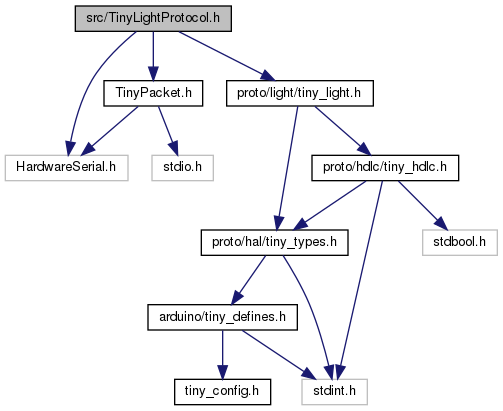 src/TinyLightProtocol.h
TinyPacket.h
proto/light/tiny_light.h
HardwareSerial.h
stdio.h
proto/hdlc/tiny_hdlc.h
proto/hal/tiny_types.h
stdbool.h
arduino/tiny_defines.h
tiny_config.h
stdint.h